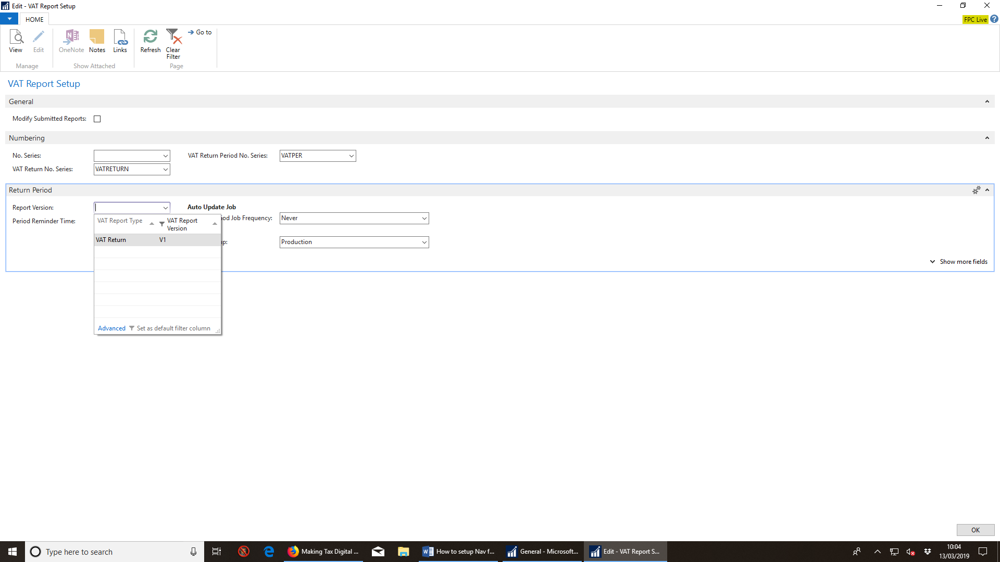 Edit - VAT Report Setup
HOME
FPC Live
View
Edit
OneNote
Notes
Links
Refresh
Clear
Filter
Go to
Manage
Show Attached
Page
VAT Report Setup
General
Modify Submitted Reports:
Numbering
No. Series:
VAT Return Period No. Series: VATPER
VAT Return No. Series: VATRETURN
Return Period
Report Version:
Auto Update Job
Period Reminder Time:
Job Frequency: Never
Production
VAT Report Type
VAT Report
Version
VAT Return V1
Show more fields
Advanced Set as default filter column
OK
Type here to search
Making Tax Digital ...
How to setup Nav f...
General - Microsoft...
Edit - VAT Report S...
10:04
13/03/2019